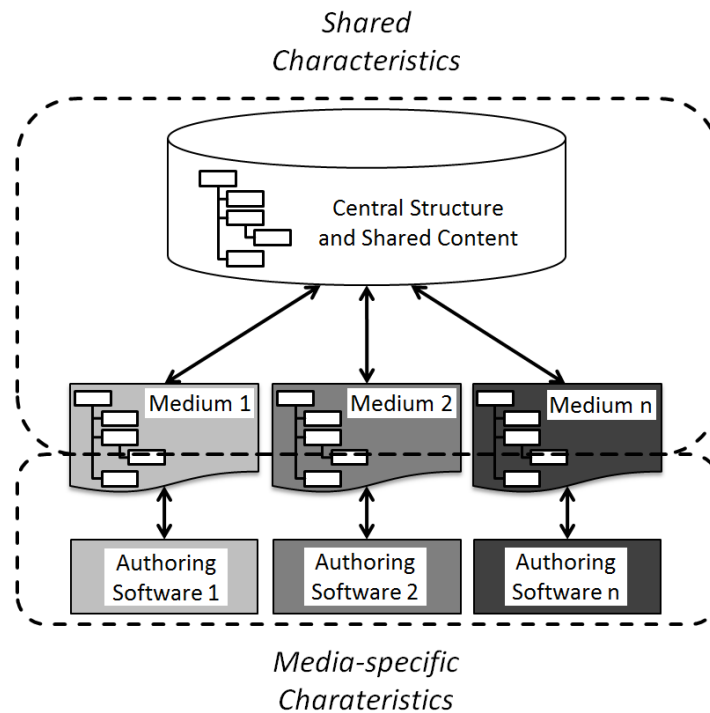 Shared
Characteristics
Central Structure
and Shared Content
Medium 1
Medium 2
Medium n
Authoring
Software 1
Authoring
Software 2
Authoring
Software n
Media-specific
Charateristics